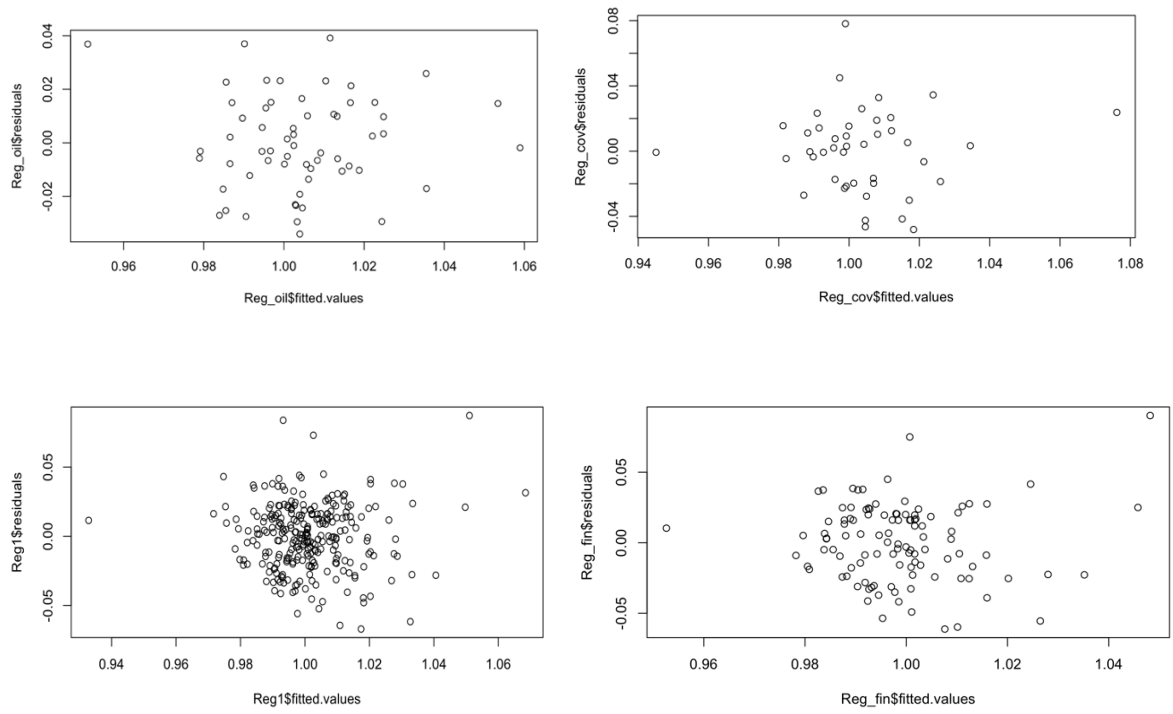 Reg_oil$residuals
0.04
0.02
0.00
-0.02
0.96 0.98 1.00 1.02 1.04 1.06
Reg_oil$fitted.values
Reg_cov$residuals
0.08
0.04
0.00
-0.04
0.94 0.96 0.98 1.00 1.02 1.04 1.06 1.08
Reg_cov$fitted.values
Reg1$residuals
0.05
0.00
-0.05
0.94 0.96 0.98 1.00 1.02 1.04 1.06
Reg1$fitted.values
Reg_fin$residuals
0.05
0.00
-0.05
0.96 0.98 1.00 1.02 1.04
Reg_fin$fitted.values